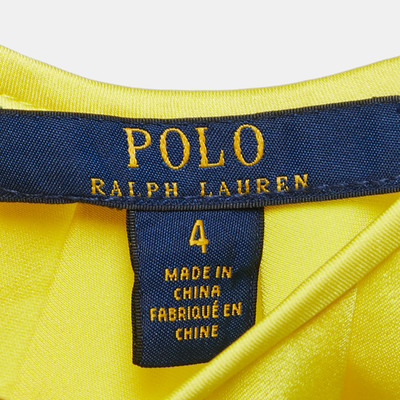 POLO
RALPH LAUREN
4
MADE IN
CHINA
FABRIQUÉ EN
CHINE